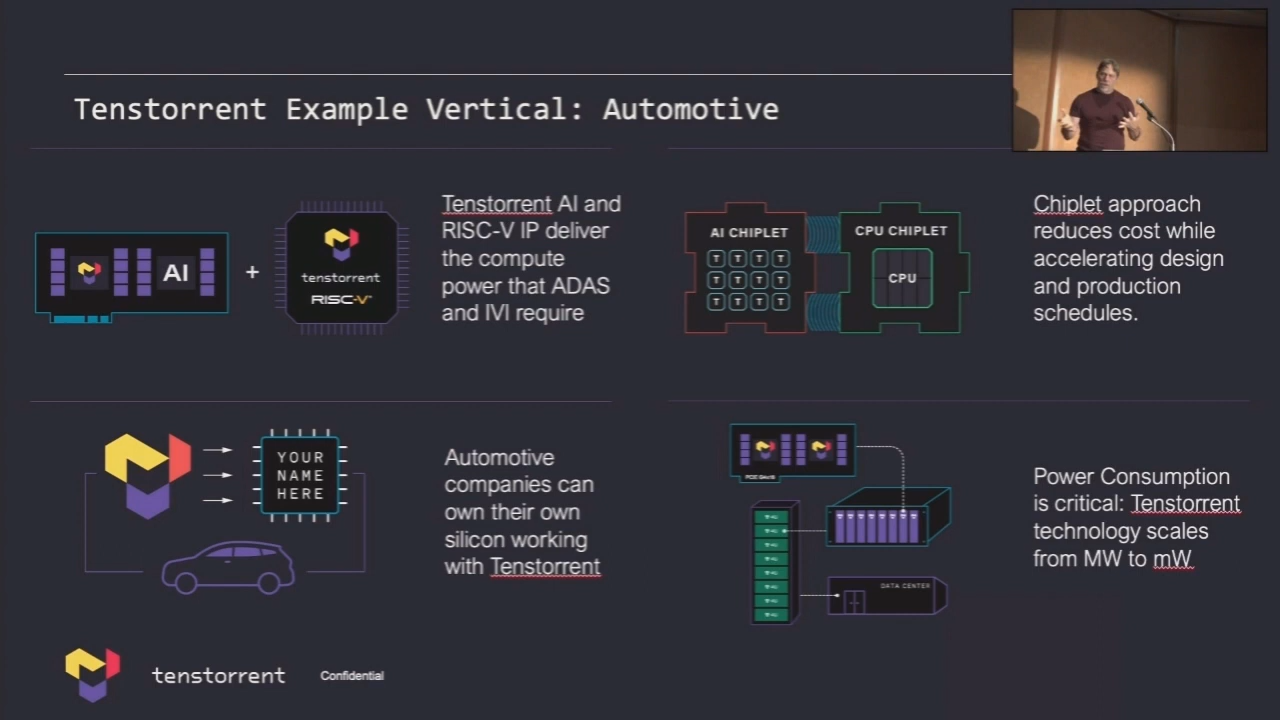 Tenstorrent Example Vertical: Automotive
AI
+
tenstorrent
RISC-V
Tenstorrent AI and
RISC-V IP deliver
the compute
power that ADAS
and IVI require
AI CHIPLET
T T T T
T T T T
T T T T
CPU CHIPLET
CPU
Chiplet approach
reduces cost while
accelerating design
and production
schedules.
YOUR
NAME
HERE
Automotive
companies can
own their own
silicon working
with Tenstorrent
DATA CENTER
Power Consumption
is critical: Tenstorrent
technology scales
from MW to mW
tenstorrent
Confidential